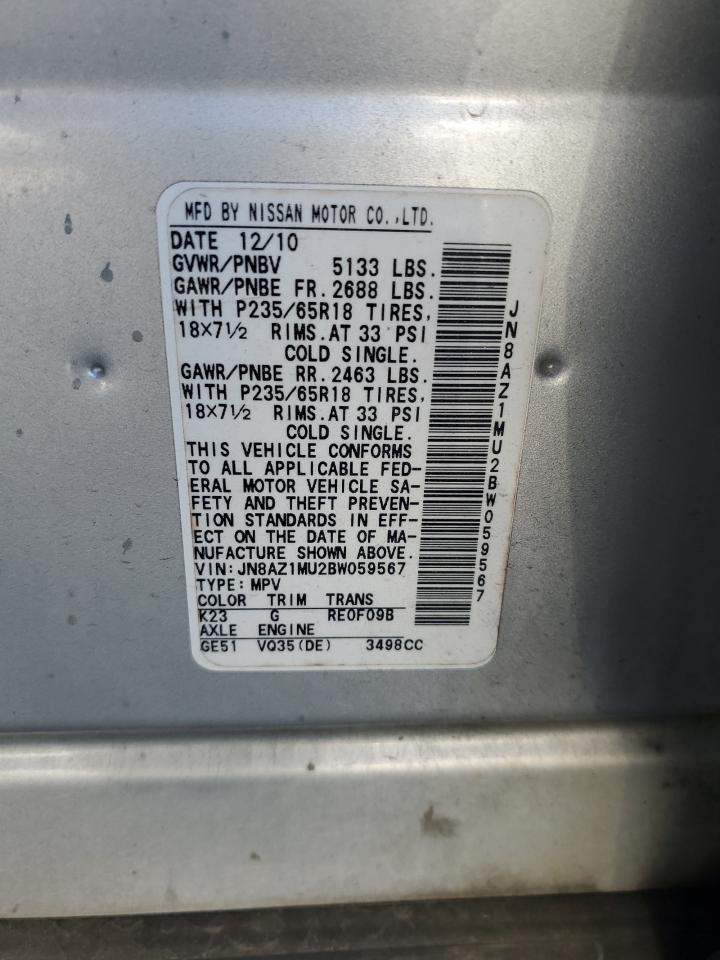 MFD BY NISSAN MOTOR CO.,LTD.
DATE 12/10
GVWR/PNBV 5133 LBS.
GAWR/PNBE FR. 2688 LBS.
WITH P235/65R18 TIRES,
18×7½ RIMS. AT 33 PSI
COLD SINGLE.
GAWR/PNBE RR. 2463 LBS.
WITH P235/65R18 TIRES,
18×7½ RIMS. AT 33 PSI
COLD SINGLE.
THIS VEHICLE CONFORMS
TO ALL APPLICABLE FED-
ERAL MOTOR VEHICLE SA-
FETY AND THEFT PREVEN-
TION STANDARDS IN EFF-
ECT ON THE DATE OF MA-
NUFACTURE SHOWN ABOVE.
VIN:JN8AZ1MU2BW059567
TYPE:MPV
COLOR TRIM TRANS
K23 G RE0F09B
AXLE ENGINE
GE51 VQ35(DE) 3498CC
JN8AZ1MU2BW059567